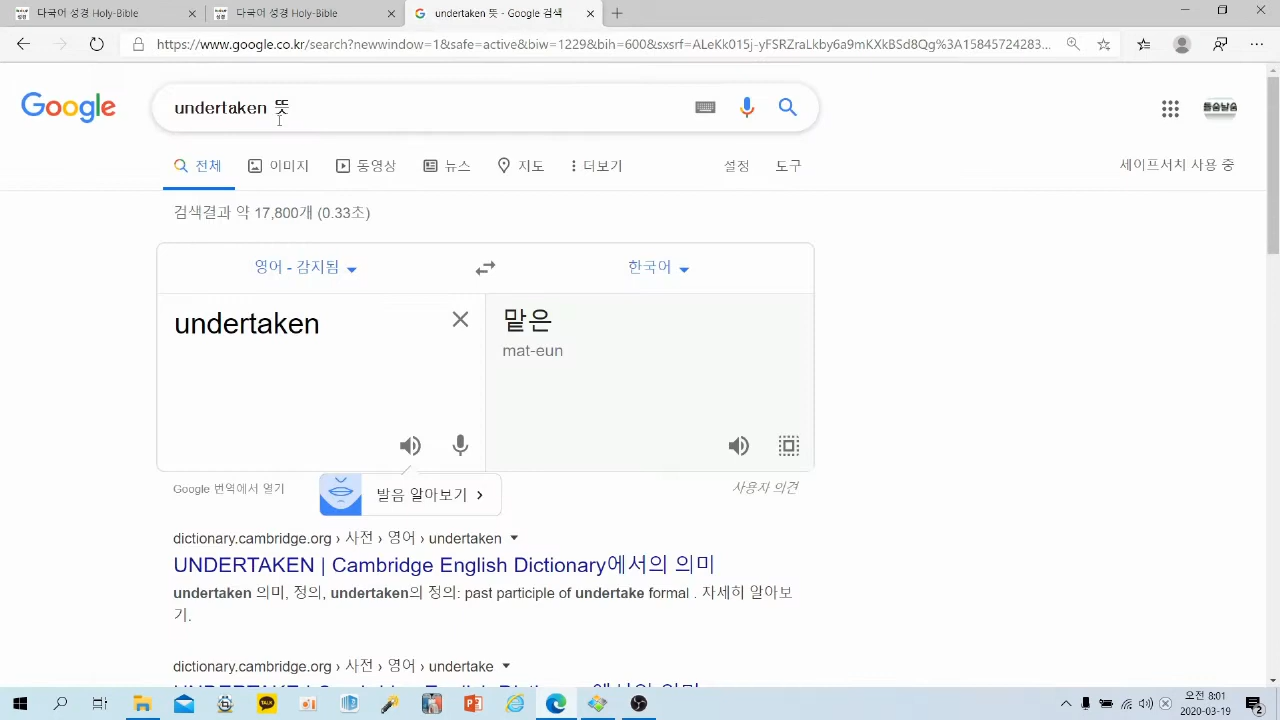 다국어 성경 Holy-Bible
다국어 성경 Holy-Bible
undertaken 뜻 - Google 검색
https://www.google.co.kr/search?newwindow=1&safe=active&biw=1229&bih=600&sxsrf=ALeKk015j-yFSRZraLkby6a9mKXkBSd8Qg%3A15845724283...
Google
undertaken 뜻
들숨날숨
전체
이미지
동영상
뉴스
지도
더보기
설정
도구
세이프서치 사용 중
검색결과 약 17,800개 (0.33초)
영어 - 감지됨
한국어
undertaken
맡은
mat-eun
Google 번역에서 열기
발음 알아보기
사용자 의견
dictionary.cambridge.org › 사전 › 영어 › undertaken
UNDERTAKEN | Cambridge English Dictionary에서의 의미
undertaken 의미, 정의, undertaken의 정의: past participle of undertake formal . 자세히 알아보
기.
dictionary.cambridge.org › 사전 › 영어 › undertake
TALK
오전 8:01
2020-03-19
2